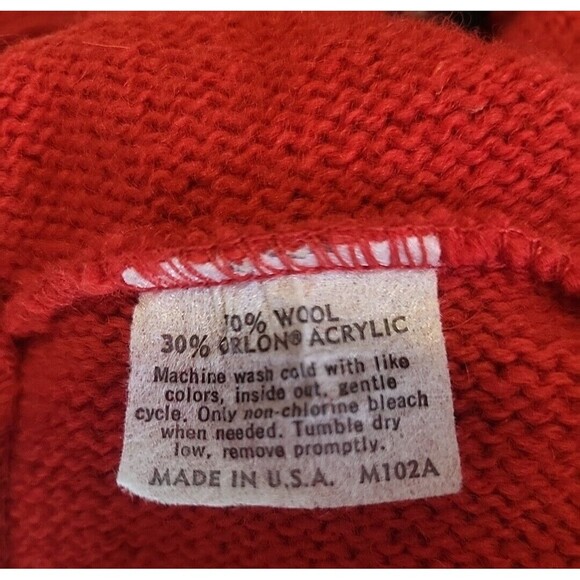 70% WOOL
30% ORLON® ACRYLIC
Machine wash cold with like
colors, inside out, gentle
cycle. Only non-chlorine bleach
when needed. Tumble dry
low, remove promptly.
MADE IN U.S.A. M102A